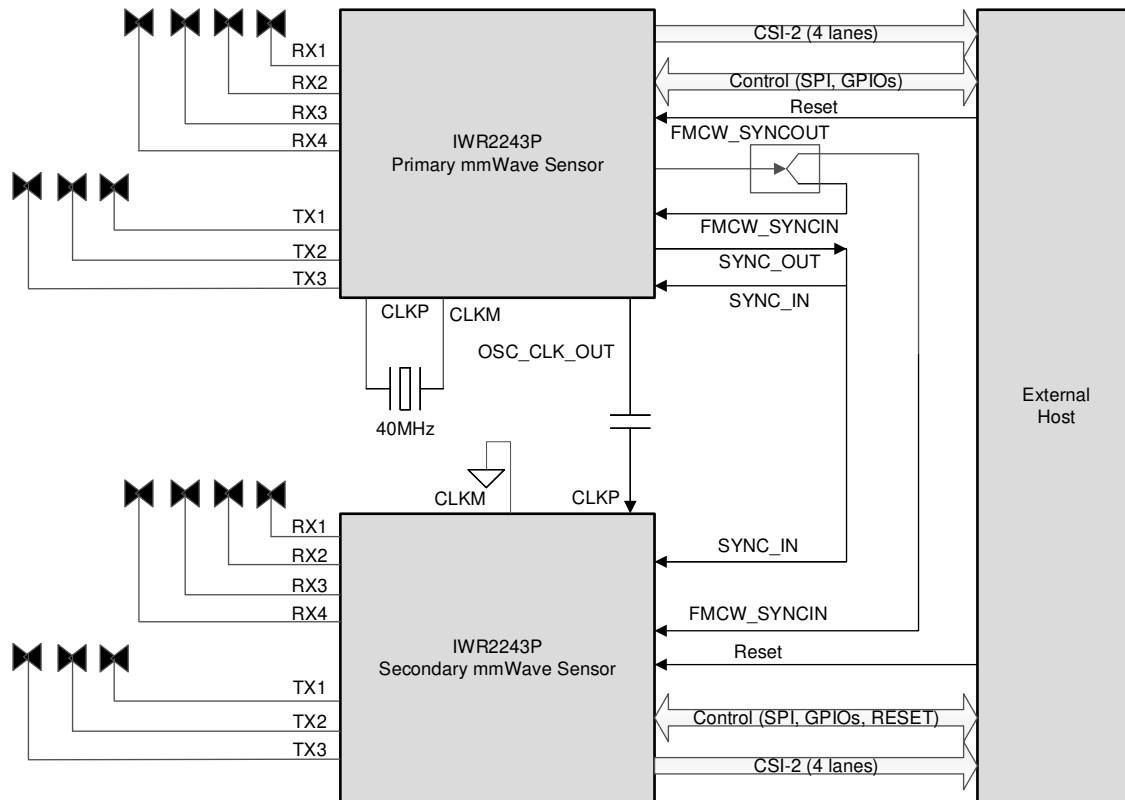 CSI-2 (4 lanes)
RX1
Control (SPI, GPIOs)
RX2
Reset
RX3
FMCW_SYNCOUT
RX4
IWR2243P
Primary mmWave Sensor
TX1
FMCW_SYNCIN
TX2
SYNC_OUT
TX3
SYNC_IN
CLKP
CLKM
OSC_CLK_OUT
External
Host
40MHz
CLKM
CLKP
RX1
SYNC_IN
RX2
RX3
RX4
FMCW_SYNCIN
IWR2243P
Secondary mmWave Sensor
Reset
TX1
TX2
Control (SPI, GPIOs, RESET)
TX3
CSI-2 (4 lanes)